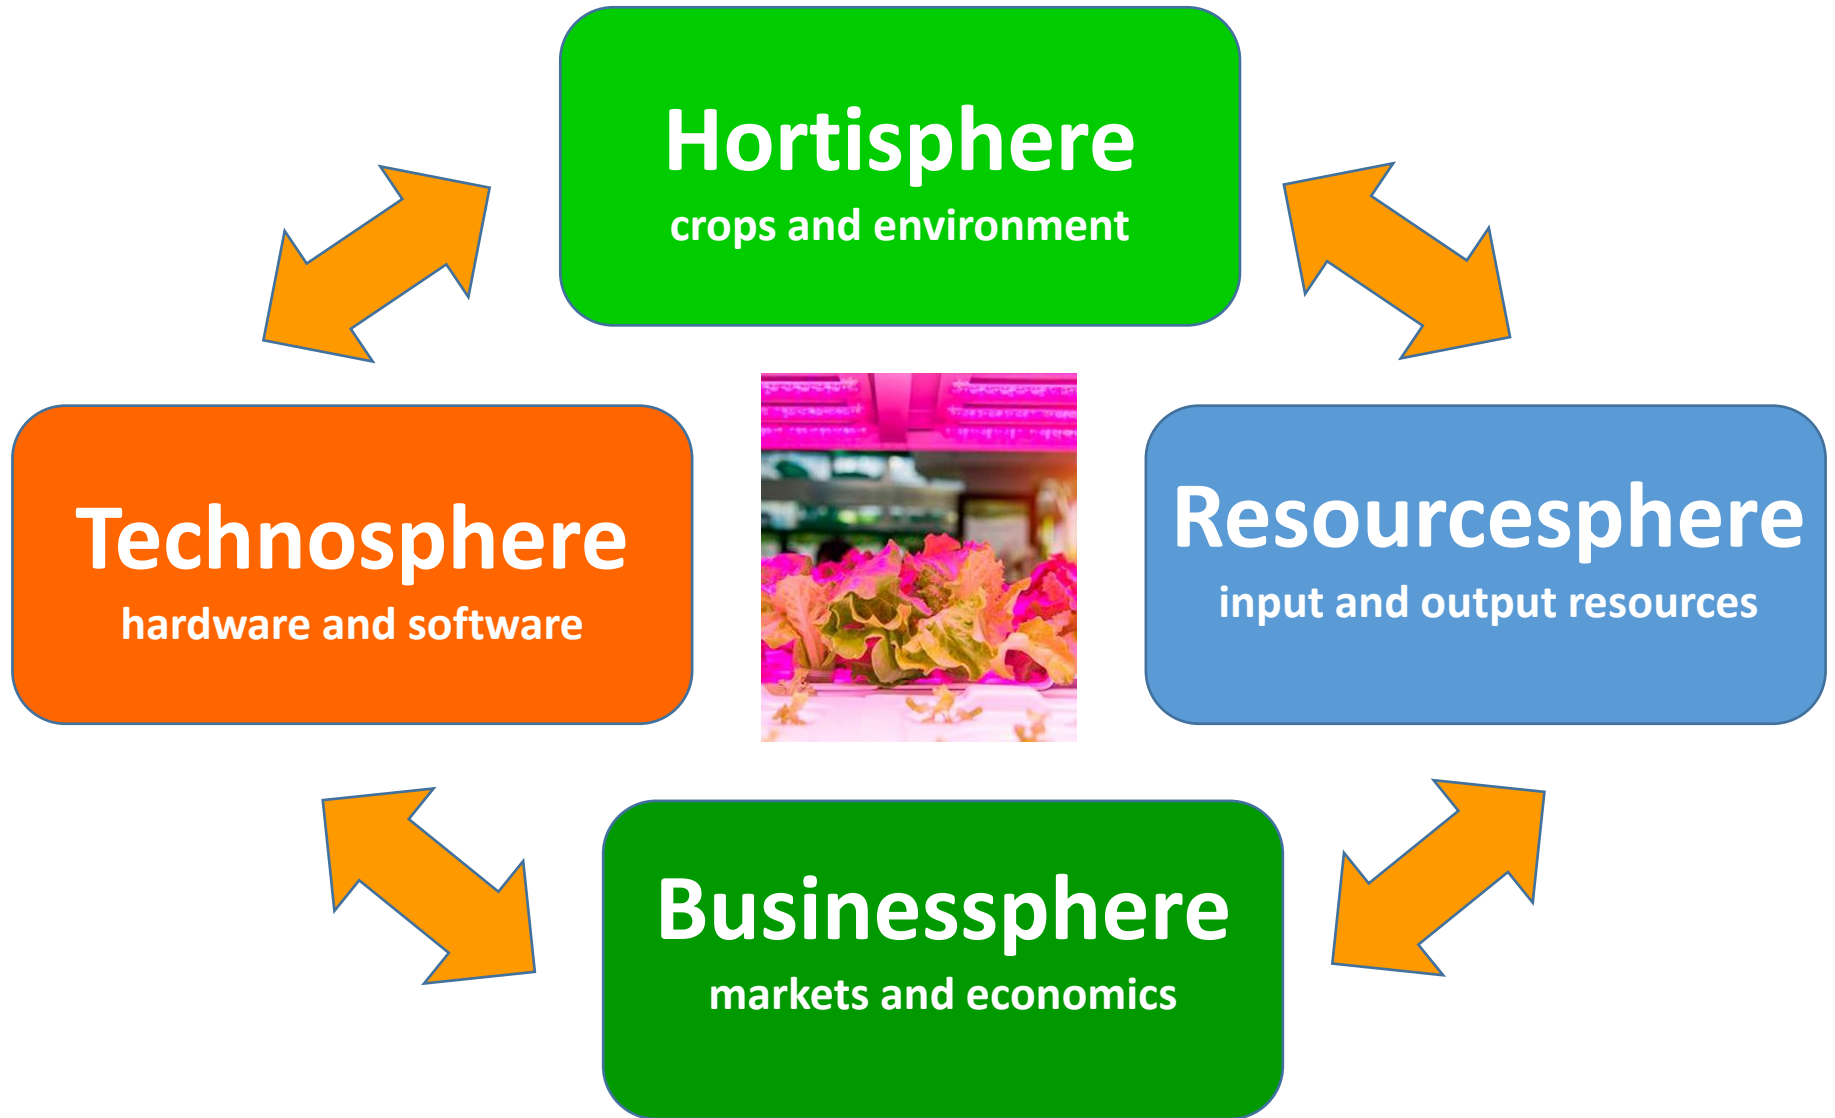 Hortisphere
crops and environment
Technosphere
hardware and software
Resourcesphere
input and output resources
Businessphere
markets and economics